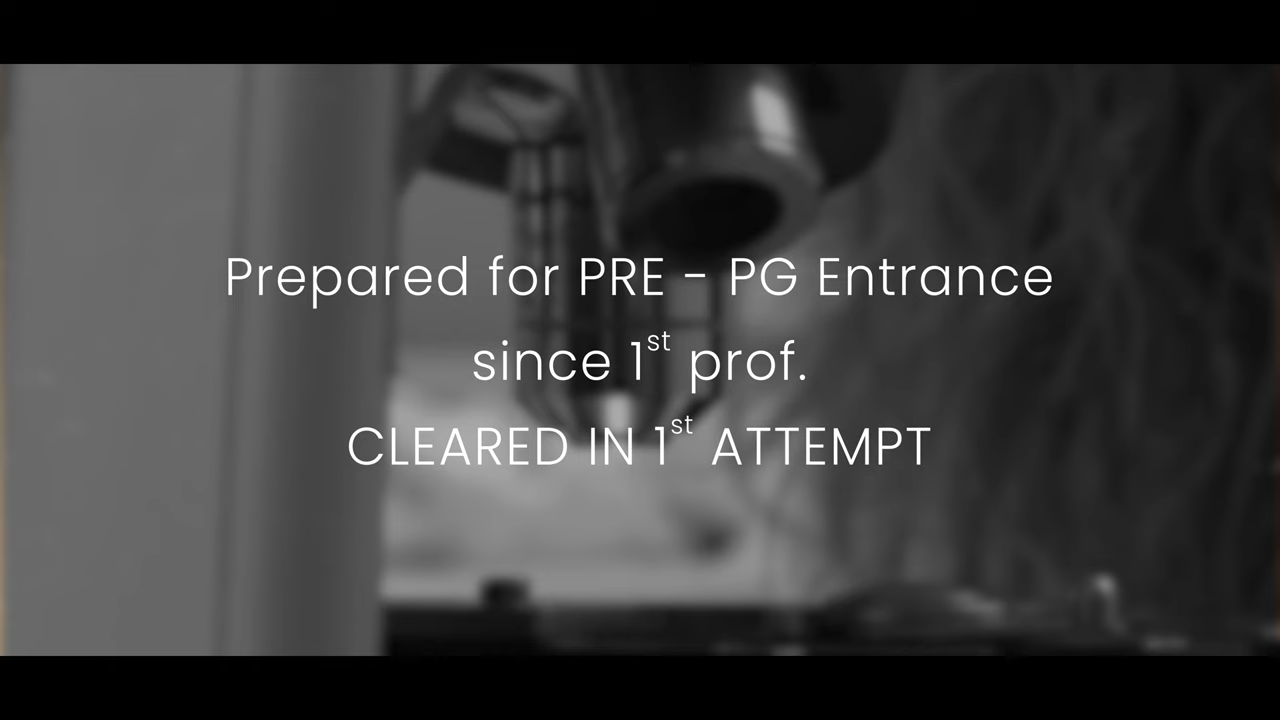 Prepared for PRE - PG Entrance
since 1st prof.
CLEARED IN 1st ATTEMPT